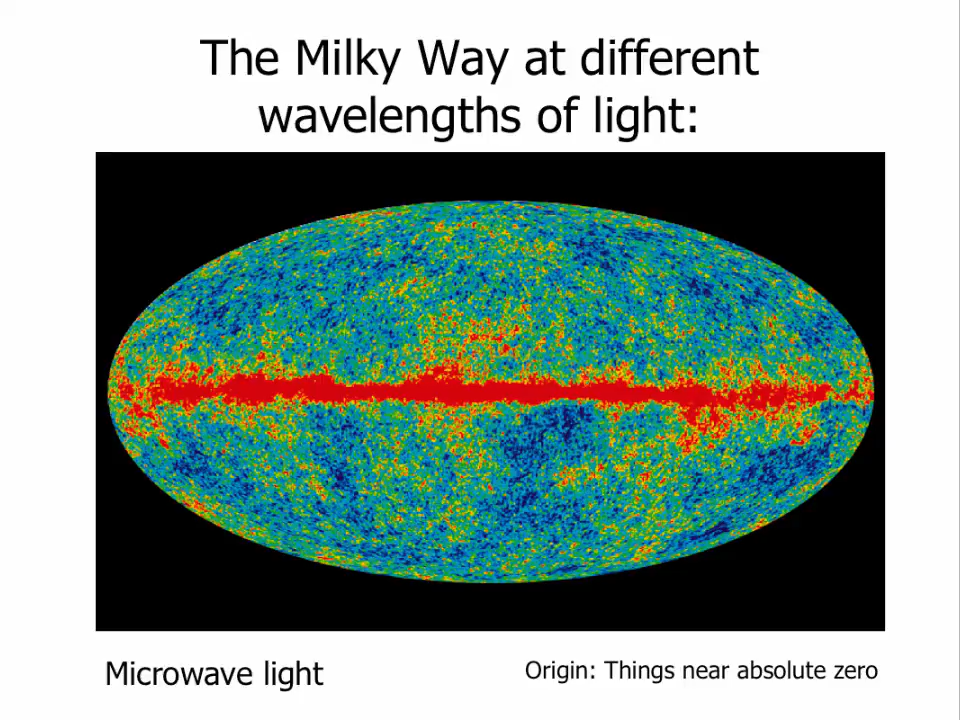 The Milky Way at different
wavelengths of light:
Microwave light
Origin: Things near absolute zero